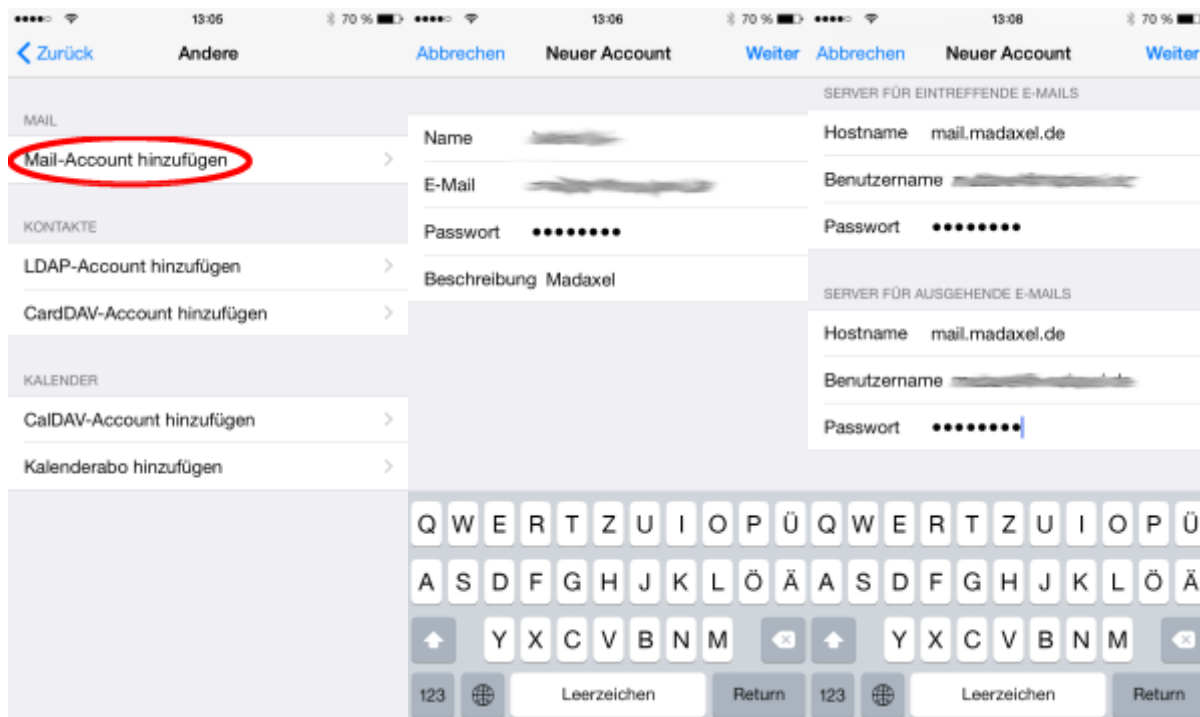 13:05
70 %
Zurück
Andere
MAIL
Mail-Account hinzufügen
KONTAKTE
LDAP-Account hinzufügen
CardDAV-Account hinzufügen
KALENDER
CalDAV-Account hinzufügen
Kalenderabo hinzufügen
13:06
70 %
Abbrechen
Neuer Account
Weiter
Name
E-Mail
Passwort ••••••••
Beschreibung Madaxel
Q W E R T Z U I O P Ü
A S D F G H J K L Ö Ä
Y X C V B N M
123 Leerzeichen Return
13:08
70 %
Abbrechen
Neuer Account
Weiter
SERVER FÜR EINTREFFENDE E-MAILS
Hostname mail.madaxel.de
Benutzername
Passwort ••••••••
SERVER FÜR AUSGEHENDE E-MAILS
Hostname mail.madaxel.de
Benutzername
Passwort ••••••••
Q W E R T Z U I O P Ü
A S D F G H J K L Ö Ä
Y X C V B N M
123 Leerzeichen Return